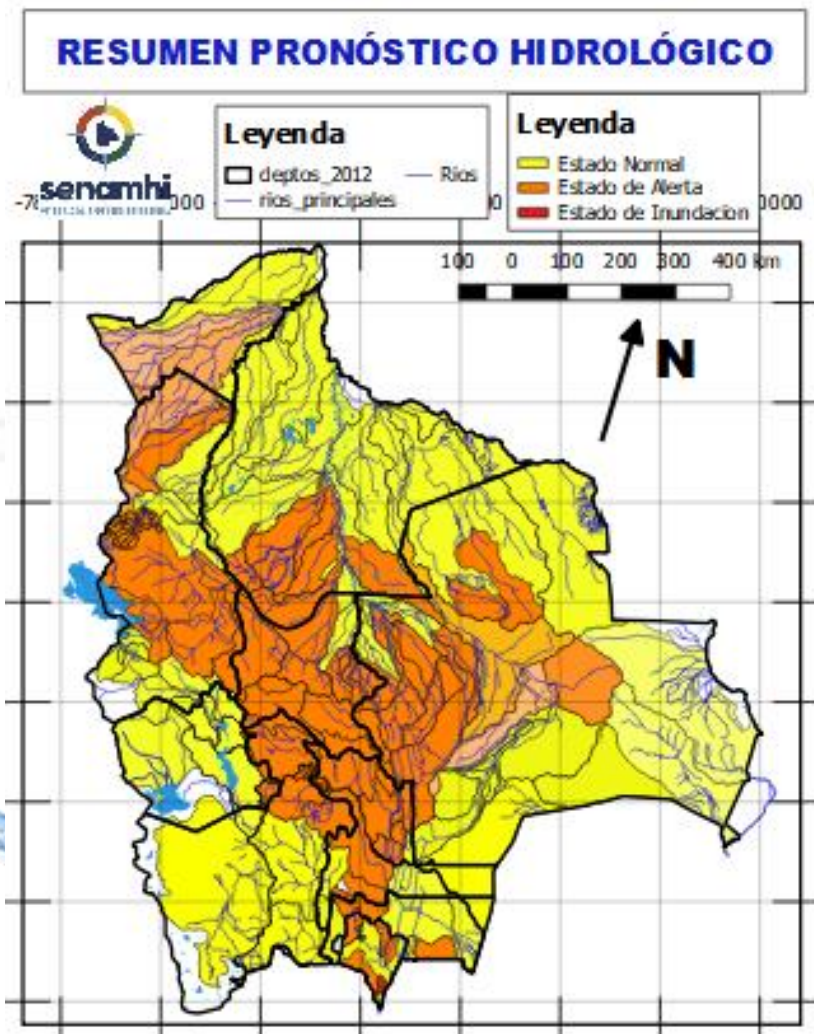 RESUMEN PRONÓSTICO HIDROLÓGICO
senamhi
Leyenda
deptos_2012
Rios
rios_principales
Leyenda
Estado Normal
Estado de Alerta
Estado de Inundacion
100 0 100 200 300 400 km
N